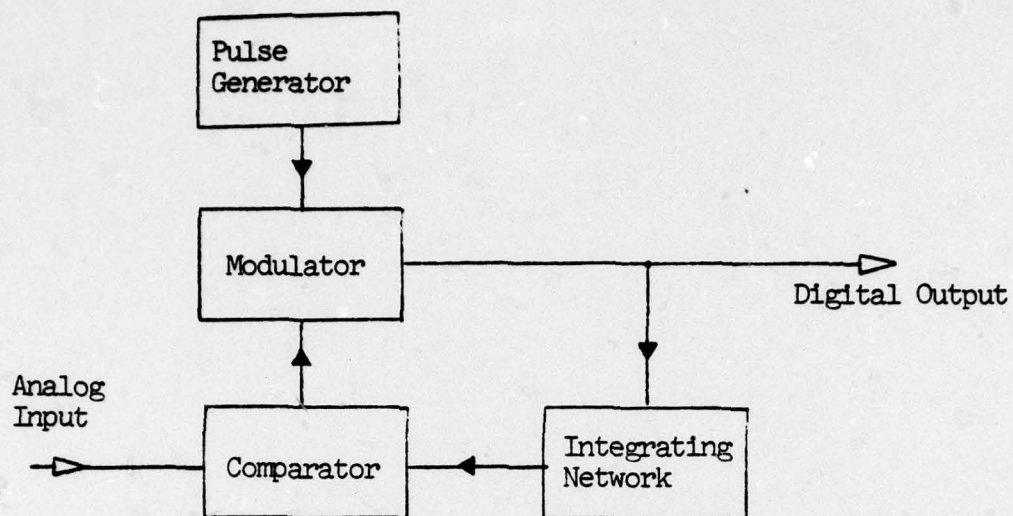 Pulse
Generator
Modulator
Digital Output
Analog
Input
Comparator
Integrating
Network